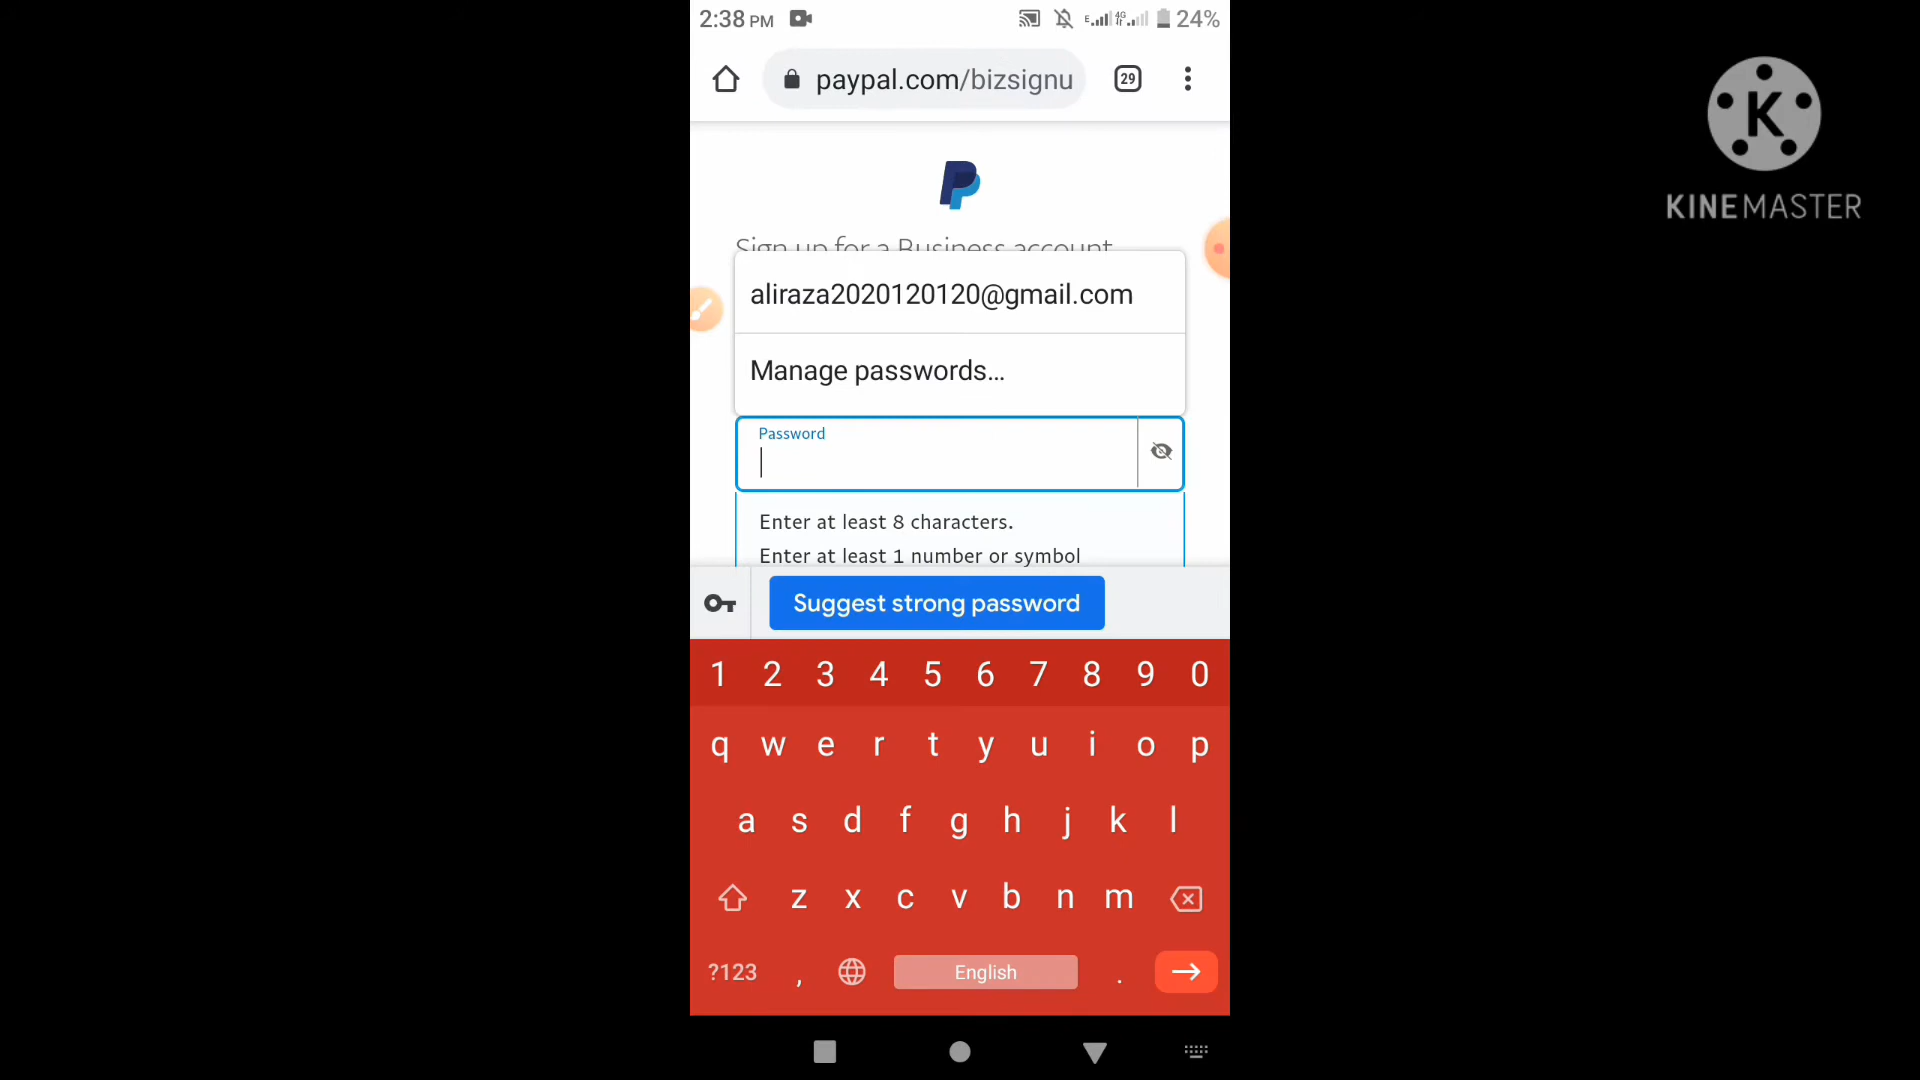 2:38 PM
E 4G 24%
paypal.com/bizsignu
29
KINEMASTER
Sign up for a Business account
aliraza2020120120@gmail.com
Manage passwords...
Password
Enter at least 8 characters.
Enter at least 1 number or symbol
Suggest strong password
1 2 3 4 5 6 7 8 9 0
q w e r t y u i o p
a s d f g h j k l
z x c v b n m
?123 , English .